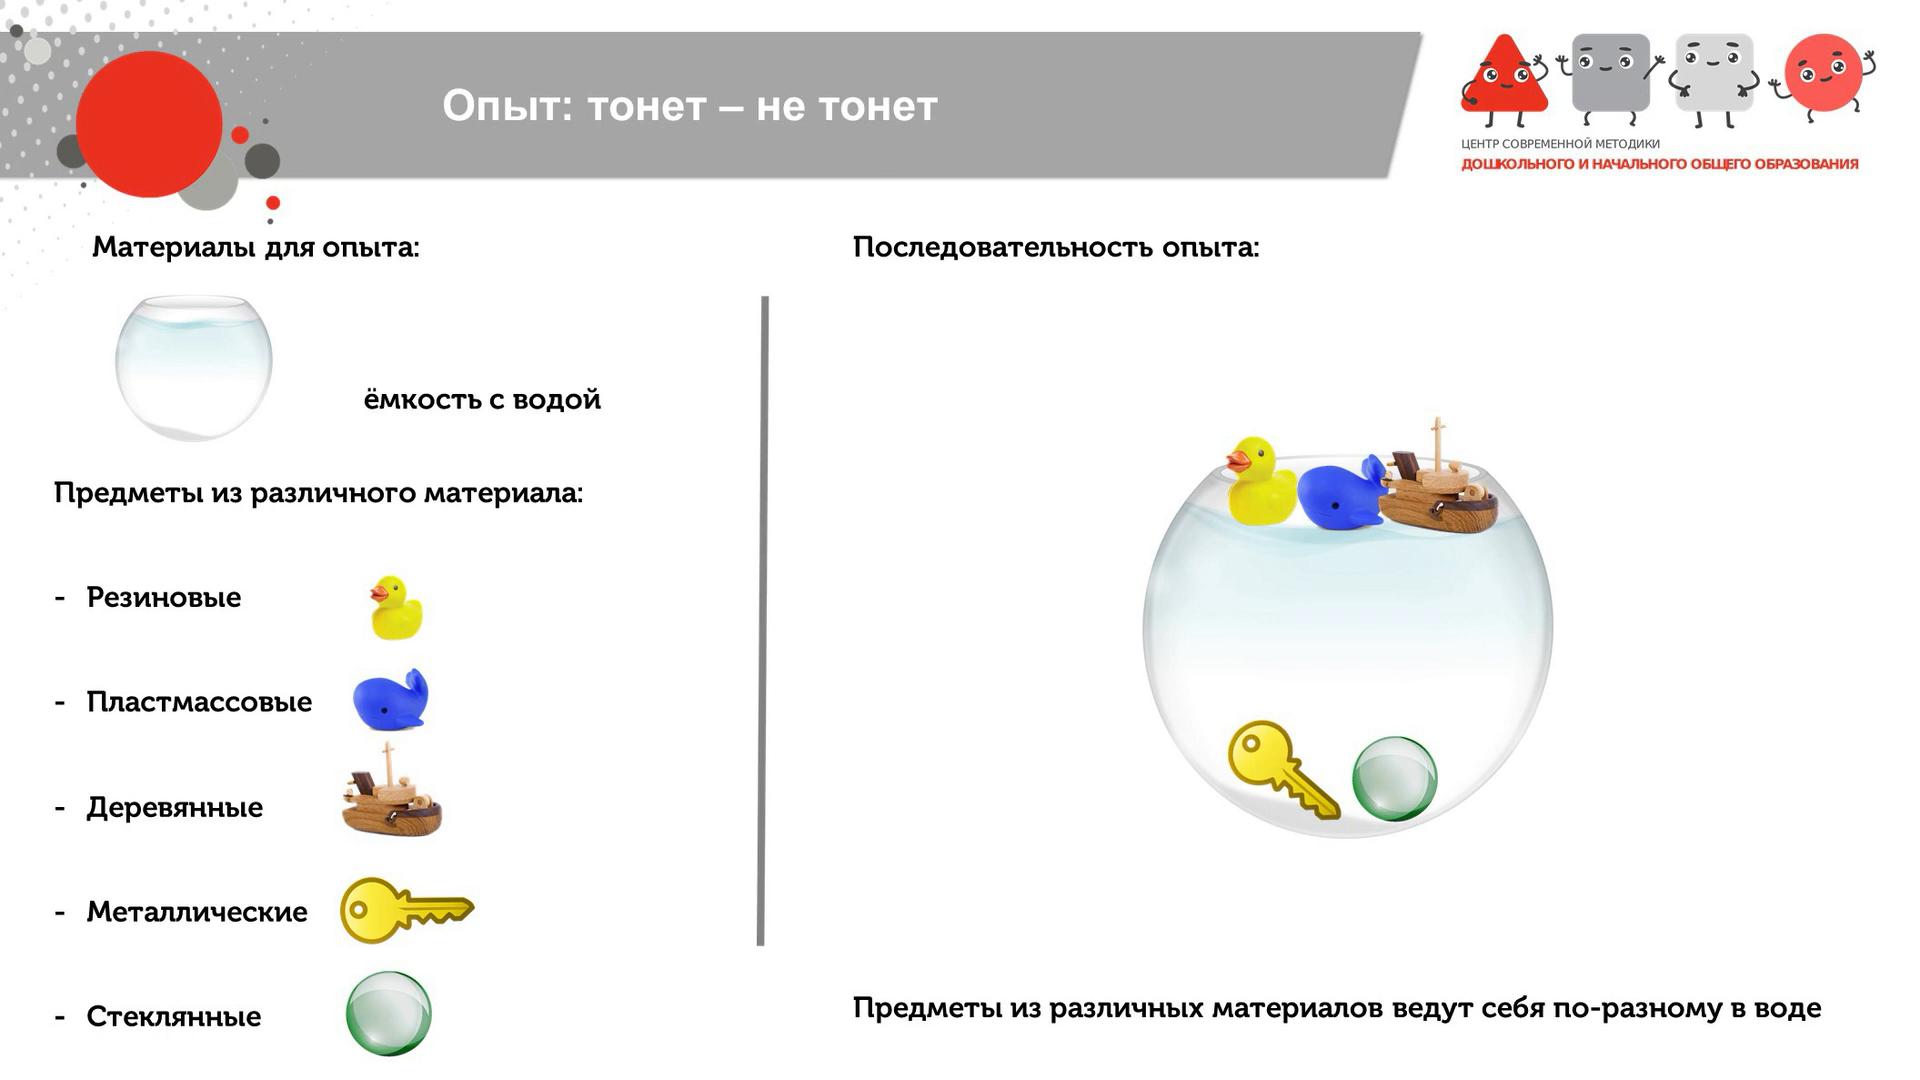 Опыт: тонет – не тонет
ЦЕНТР СОВРЕМЕННОЙ МЕТОДИКИ
ДОШКОЛЬНОГО И НАЧАЛЬНОГО ОБЩЕГО ОБРАЗОВАНИЯ
Материалы для опыта:
ёмкость с водой
Предметы из различного материала:
- Резиновые
- Пластмассовые
- Деревянные
- Металлические
- Стеклянные
Последовательность опыта:
Предметы из различных материалов ведут себя по-разному в воде